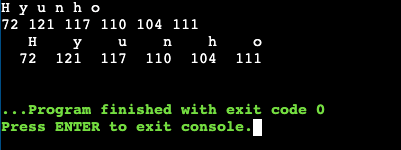 H y u n h o
72 121 117 110 104 111
H y u n h o
72 121 117 110 104 111
...Program finished with exit code 0
Press ENTER to exit console.